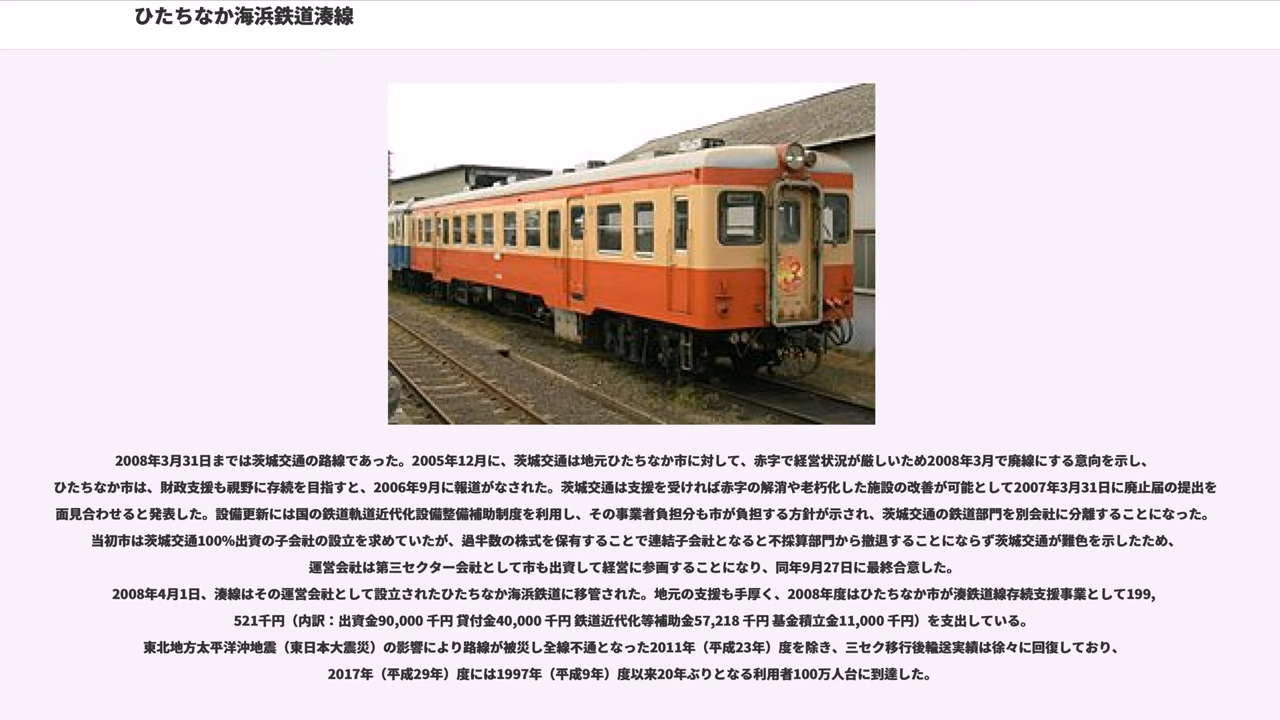 ひたちなか海浜鉄道湊線
2008年3月31日までは茨城交通の路線であった。2005年12月に、茨城交通は地元ひたちなか市に対して、赤字で経営状況が厳しいため2008年3月で廃線にする意向を示し、
ひたちなか市は、財政支援も視野に存続を目指すと、2006年9月に報道がなされた。茨城交通は支援を受ければ赤字の解消や老朽化した施設の改善が可能として2007年3月31日に廃止届の提出を
面見合わせると発表した。設備更新には国の鉄道軌道近代化設備整備補助制度を利用し、その事業者負担分も市が負担する方針が示され、茨城交通の鉄道部門を別会社に分離することになった。
当初市は茨城交通100%出資の子会社の設立を求めていたが、過半数の株式を保有することで連結子会社となると不採算部門から撤退することにならず茨城交通が難色を示したため、
運営会社は第三セクター会社として市も出資して経営に参画することになり、同年9月27日に最終合意した。
2008年4月1日、湊線はその運営会社として設立されたひたちなか海浜鉄道に移管された。地元の支援も手厚く、2008年度はひたちなか市が湊鉄道線存続支援事業として199,
521千円（内訳：出資金90,000 千円 貸付金40,000 千円 鉄道近代化等補助金57,218 千円 基金積立金11,000 千円）を支出している。
東北地方太平洋沖地震（東日本大震災）の影響により路線が被災し全線不通となった2011年（平成23年）度を除き、三セク移行後輸送実績は徐々に回復しており、
2017年（平成29年）度には1997年（平成9年）度以来20年ぶりとなる利用者100万人台に到達した。